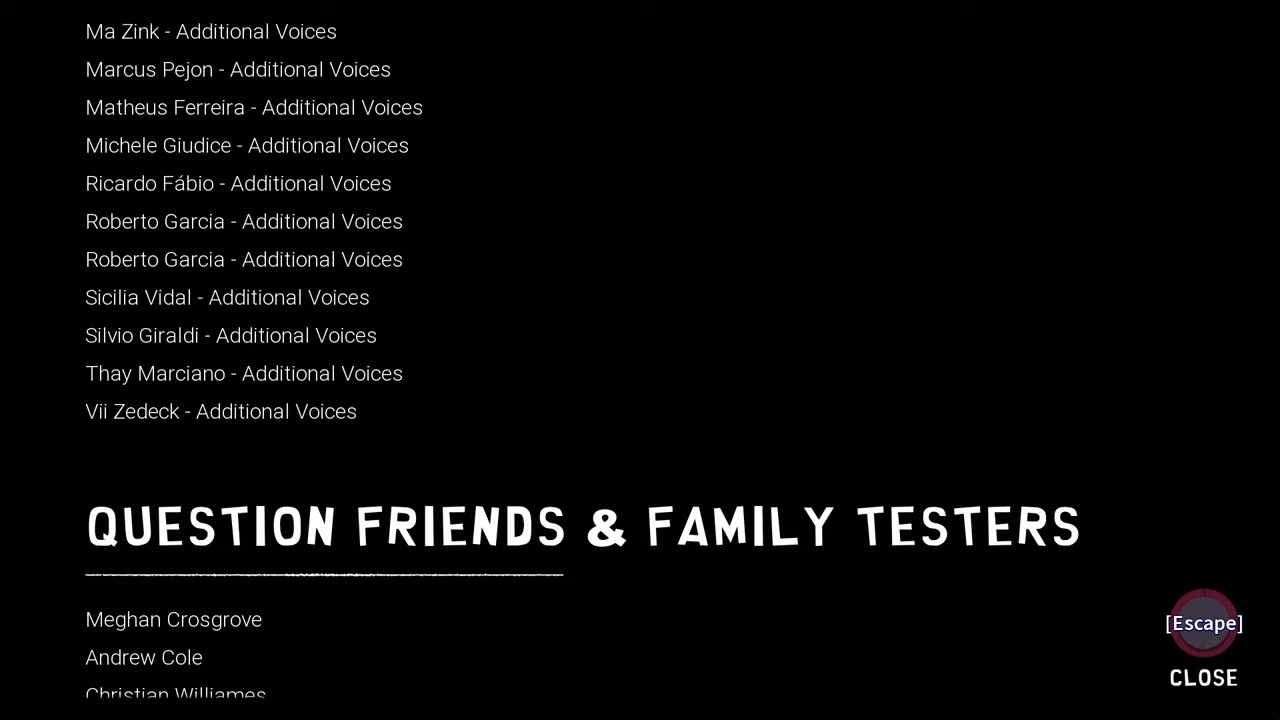 Ma Zink - Additional Voices
Marcus Pejon - Additional Voices
Matheus Ferreira - Additional Voices
Michele Giudice - Additional Voices
Ricardo Fábio - Additional Voices
Roberto Garcia - Additional Voices
Roberto Garcia - Additional Voices
Sicilia Vidal - Additional Voices
Silvio Giraldi - Additional Voices
Thay Marciano - Additional Voices
Vii Zedeck - Additional Voices
QUESTION FRIENDS & FAMILY TESTERS
Meghan Crosgrove
Andrew Cole
Christian Williames
[Escape]
CLOSE